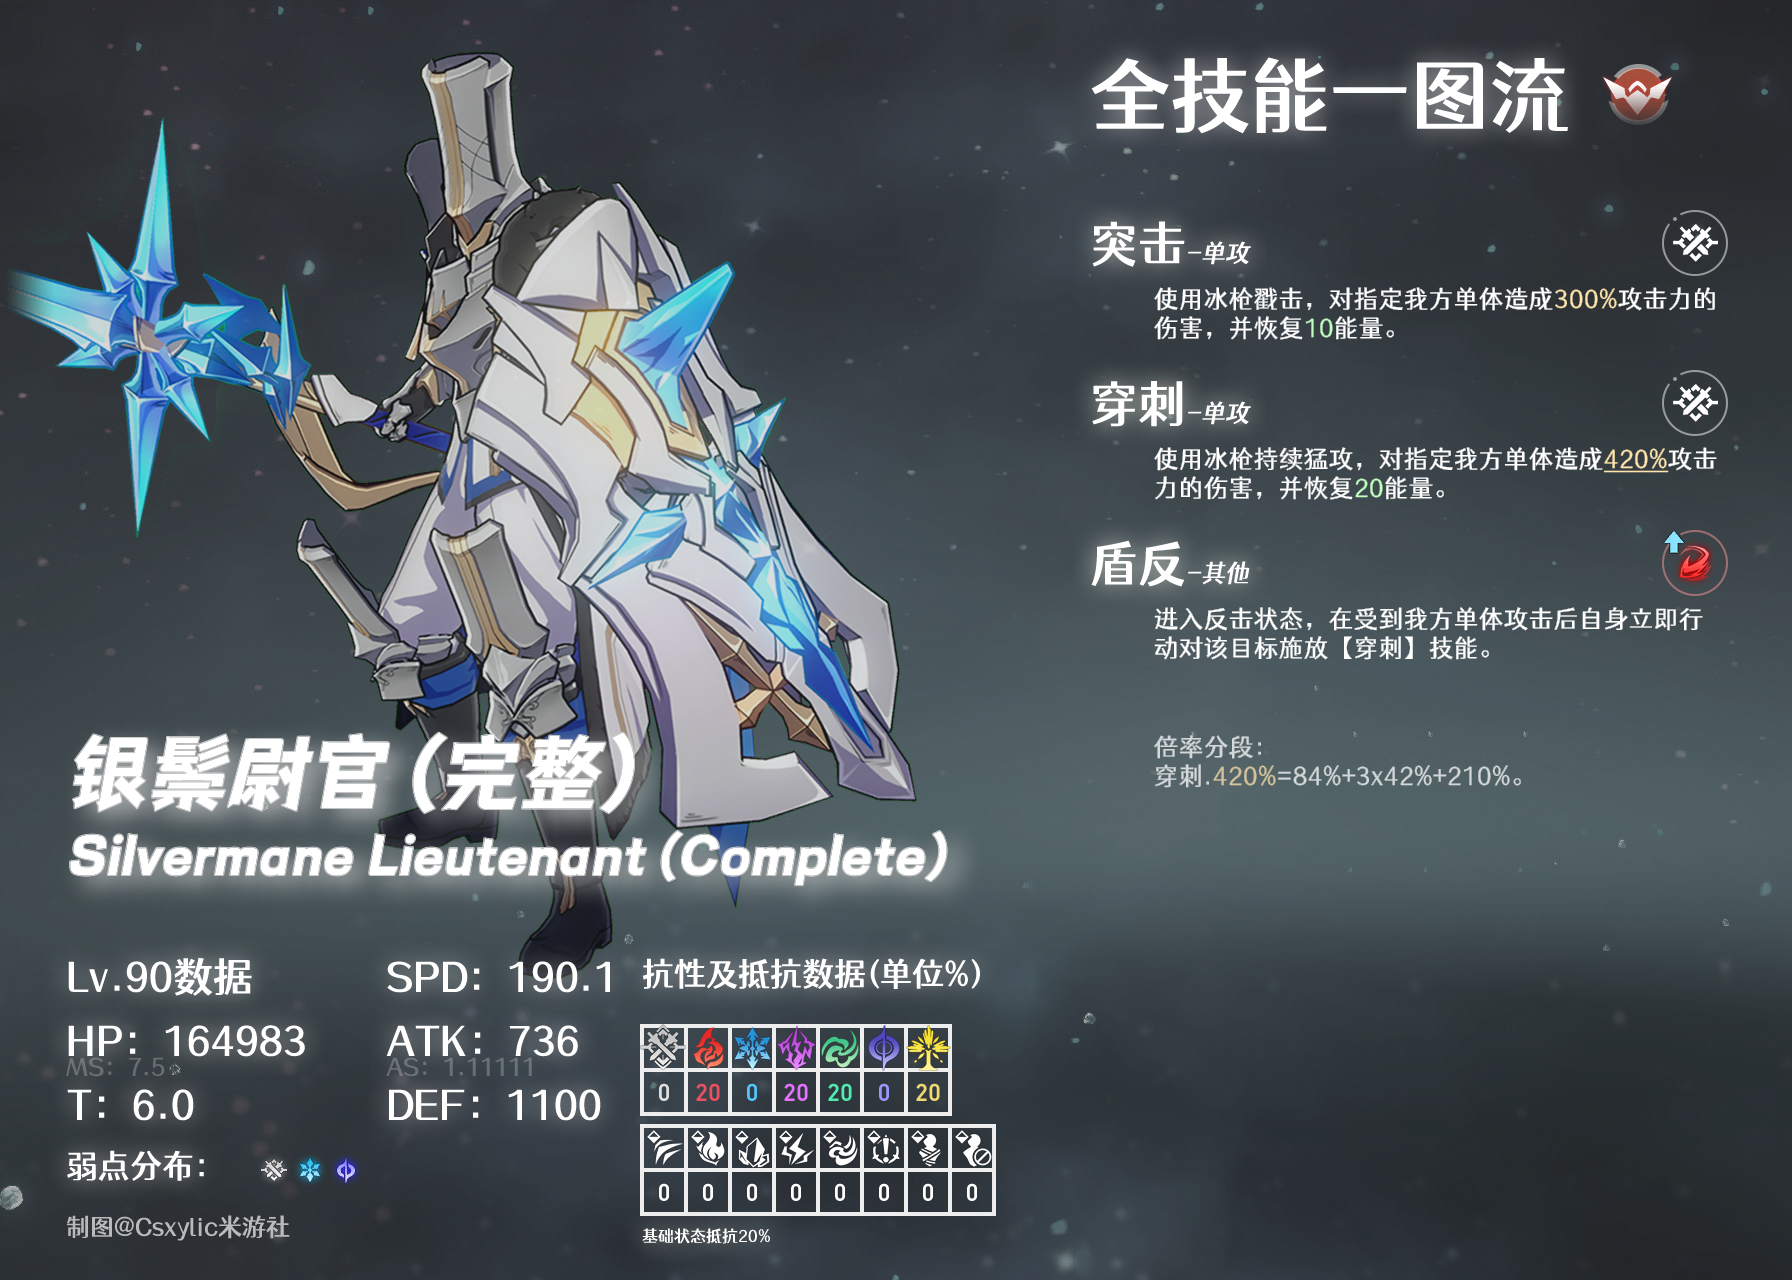 全技能一图流
突击-单攻
使用冰枪戳击，对指定我方单体造成300%攻击力的
伤害，并恢复10能量。
穿刺-单攻
使用冰枪持续猛攻，对指定我方单体造成420%攻击
力的伤害，并恢复20能量。
盾反-其他
进入反击状态，在受到我方单体攻击后自身立即行
动对该目标施放【穿刺】技能。
倍率分段：
穿刺.420%=84%+3x42%+210%。
银鬃尉官（完整）
Silvermane Lieutenant (Complete)
Lv.90数据
SPD：190.1
HP：164983
ATK：736
MS：7.5
AS：1.11111
T：6.0
DEF：1100
弱点分布：
制图@Csxylic米游社
抗性及抵抗数据(单位%)
0 20 0 20 20 0 20
0 0 0 0 0 0 0 0
基础状态抵抗20%